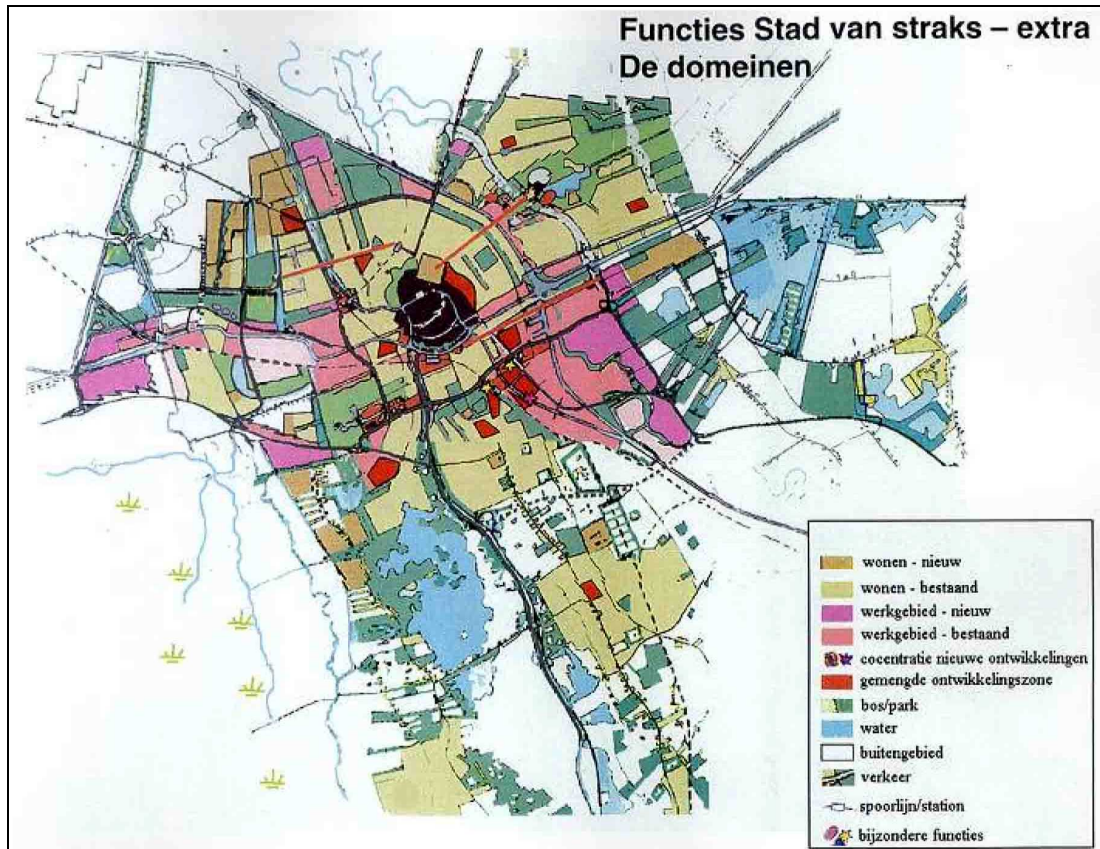 Functies Stad van straks – extra
De domeinen
wonen - nieuw
wonen - bestaand
werkgebied - nieuw
werkgebied - bestaand
cocentratie nieuwe ontwikkelingen
gemengde ontwikkelingszone
bos/park
water
buitengebied
verkeer
spoorlijn/station
bijzondere functies